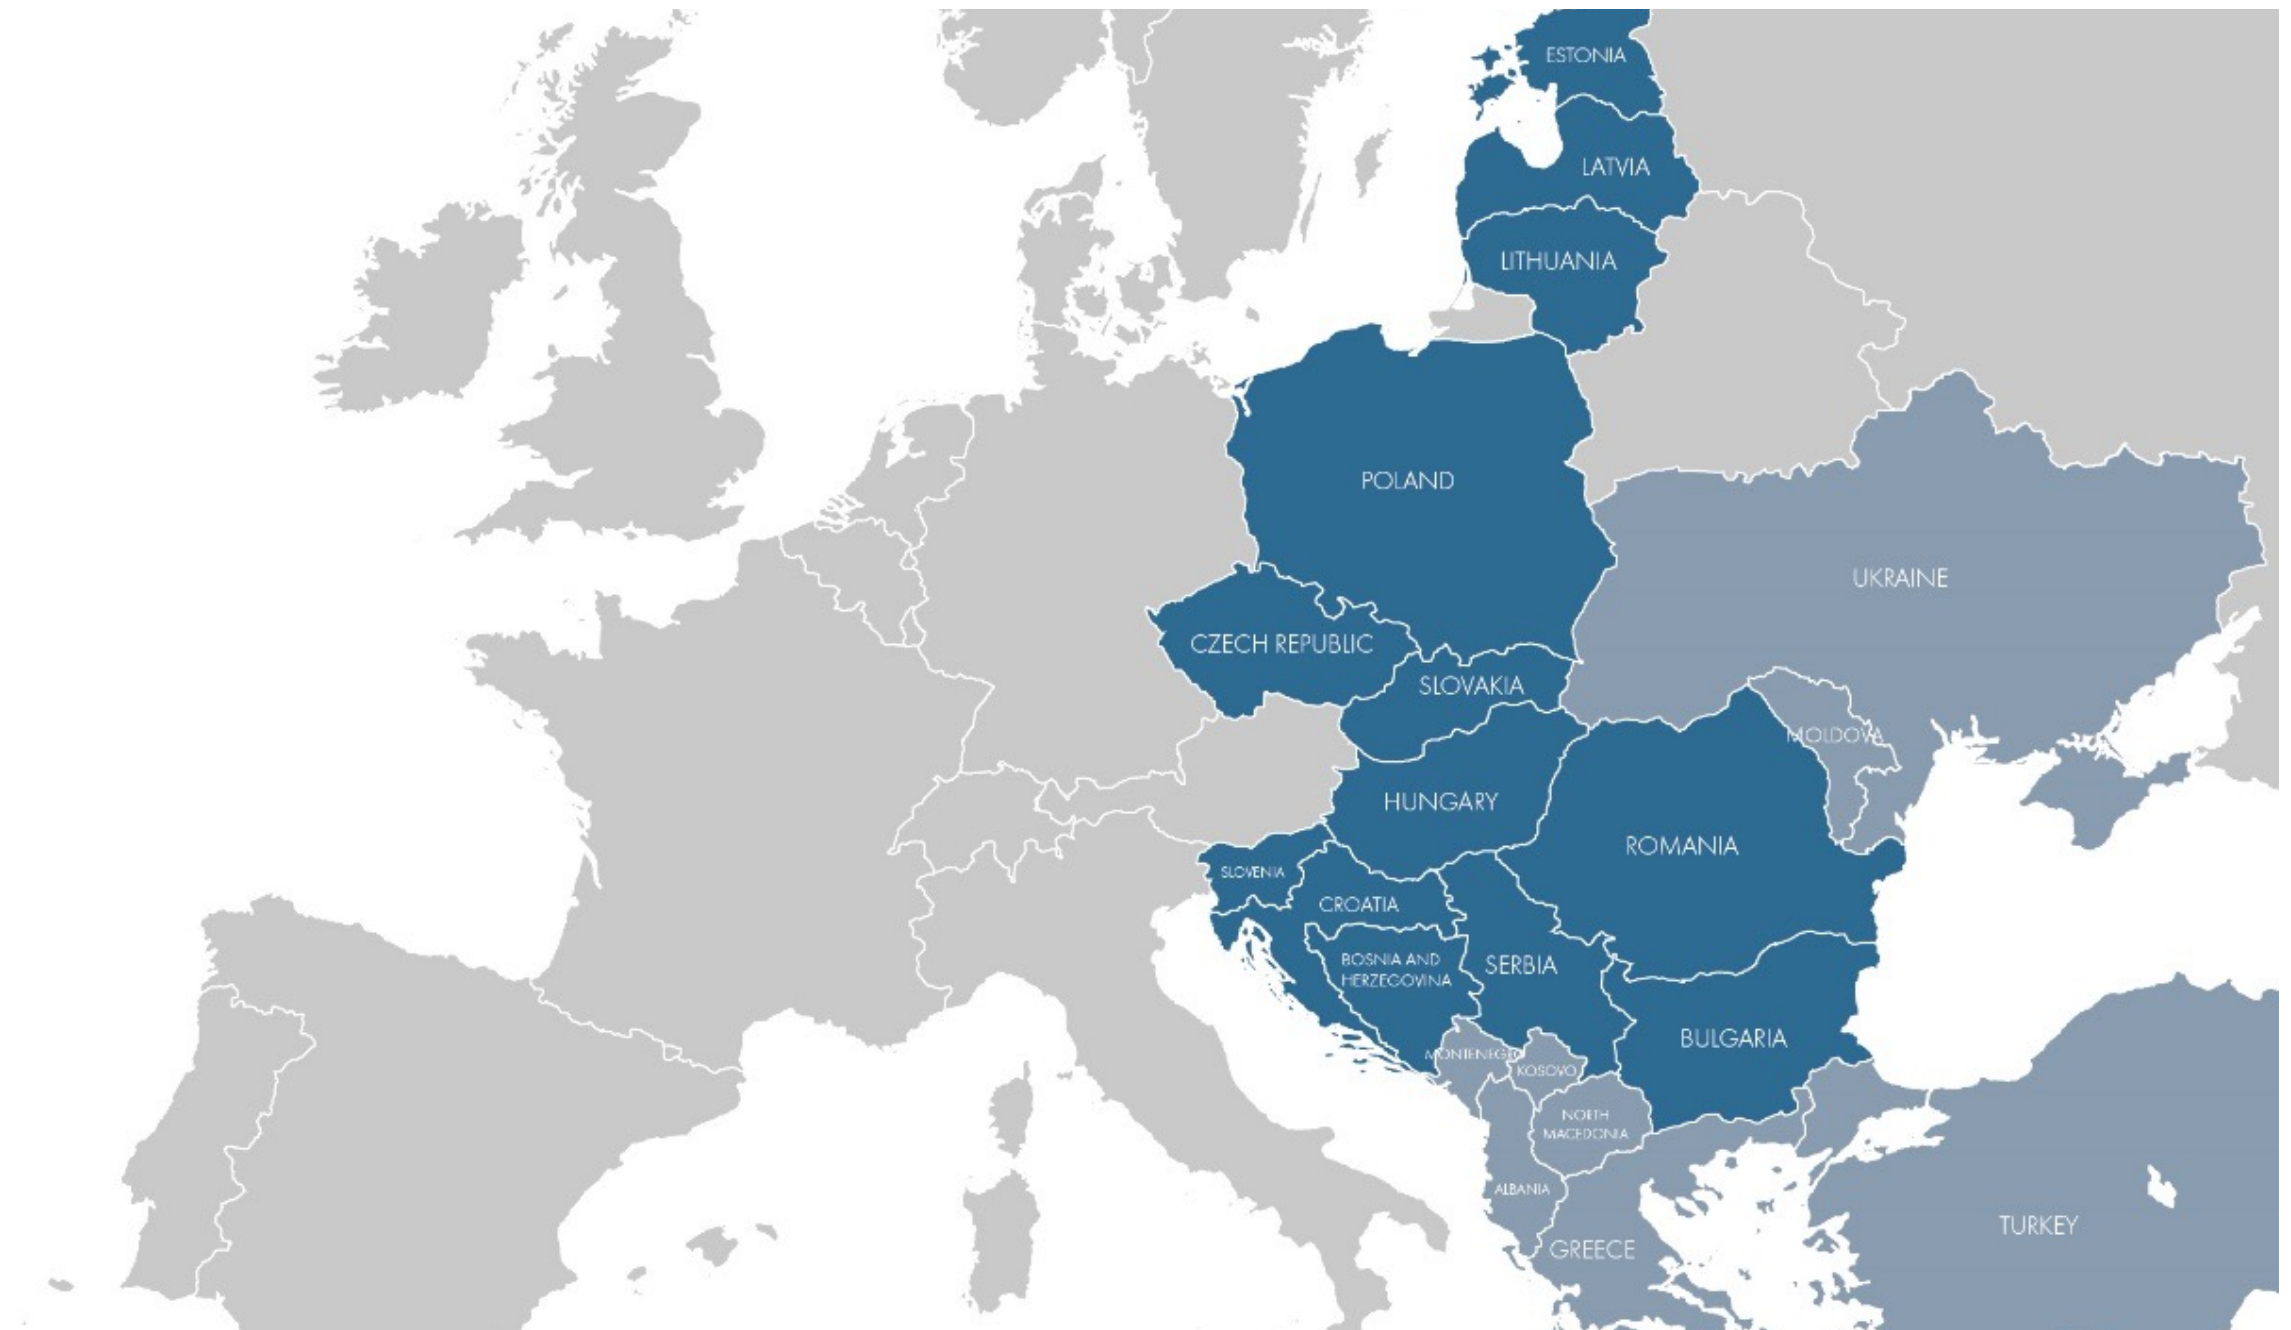 ESTONIA
LATVIA
LITHUANIA
POLAND
UKRAINE
CZECH REPUBLIC
SLOVAKIA
MOLDOVA
HUNGARY
ROMANIA
SLOVENIA
CROATIA
BOSNIA AND
HERZEGOVINA
SERBIA
BULGARIA
MONTENEGRO
KOSOVO
NORTH
MACEDONIA
ALBANIA
GREECE
TURKEY